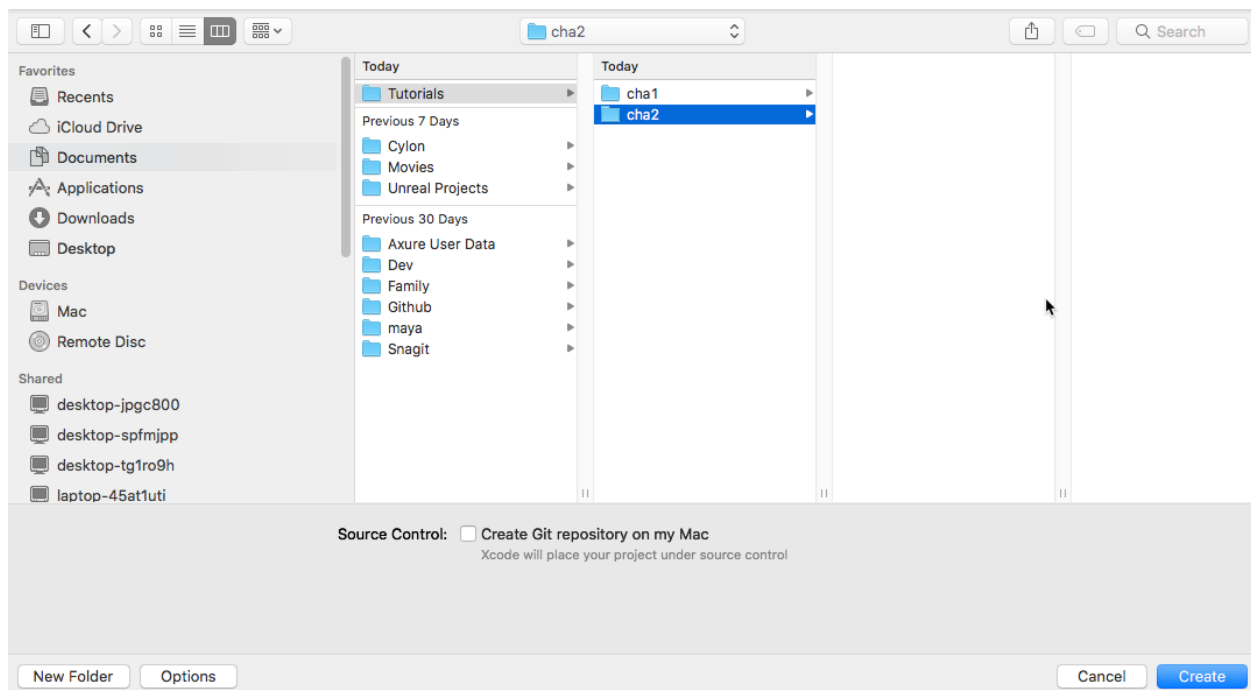 cha2
Search
Favorites
Recents
iCloud Drive
Documents
Applications
Downloads
Desktop
Devices
Mac
Remote Disc
Shared
desktop-jpgc800
desktop-spfmjpp
desktop-tg1ro9h
laptop-45at1uti
Today
Tutorials
Previous 7 Days
Cylon
Movies
Unreal Projects
Previous 30 Days
Axure User Data
Dev
Family
Github
maya
Snagit
Today
cha1
cha2
Source Control: Create Git repository on my Mac
Xcode will place your project under source control
New Folder Options Cancel Create